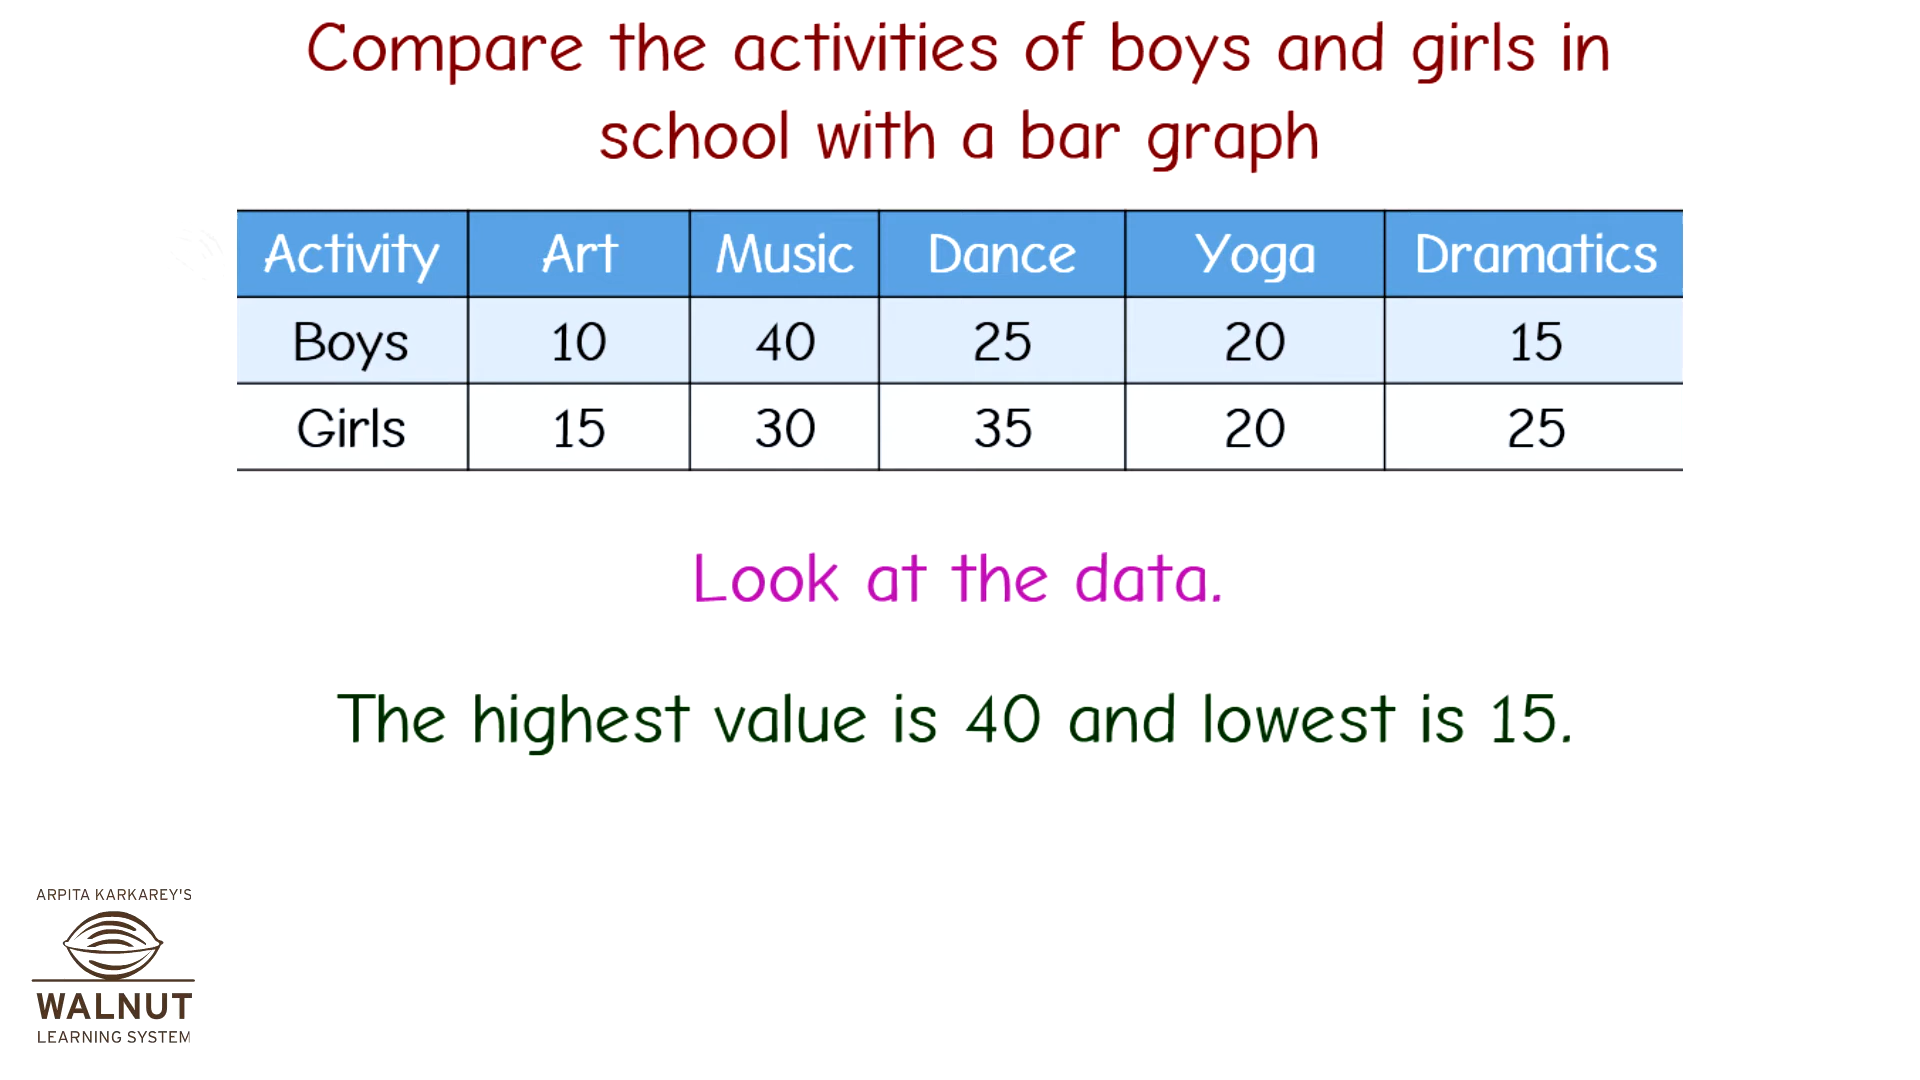 Compare the activities of boys and girls in
school with a bar graph
Activity Art Music Dance Yoga Dramatics
Boys 10 40 25 20 15
Girls 15 30 35 20 25
Look at the data.
The highest value is 40 and lowest is 15.
ARPITA KARKAREY'S
WALNUT
LEARNING SYSTEM